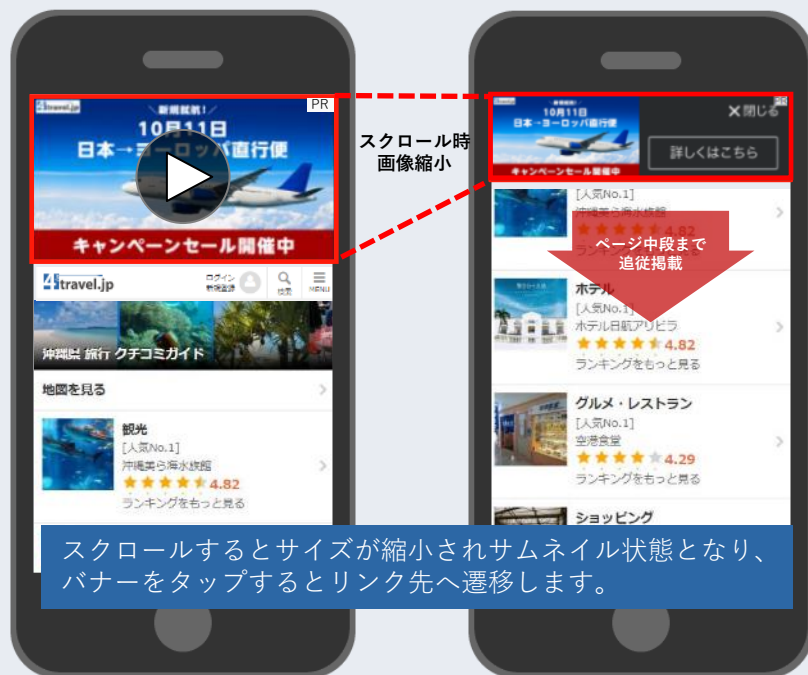 4travel.jp
PR
＼新規就航！／
10月11日
日本→ヨーロッパ直行便
キャンペーンセール開催中
4travel.jp
ログイン
新規登録
検索
MENU
沖縄県 旅行 クチコミガイド
地図を見る
観光
[人気No.1]
沖縄美ら海水族館
4.82
ランキングをもっと見る
スクロール時
画像縮小
＼新規就航！／
10月11日
日本→ヨーロッパ直行便
キャンペーンセール開催中
PR
×閉じる
詳しくはこちら
[人気No.1]
沖縄美ら海水族館
4.82
ページ中段まで
追従掲載
ホテル
[人気No.1]
ホテル日航アリビラ
4.82
ランキングをもっと見る
グルメ・レストラン
[人気No.1]
空港食堂
4.29
ランキングをもっと見る
ショッピング
スクロールするとサイズが縮小されサムネイル状態となり、
バナーをタップするとリンク先へ遷移します。